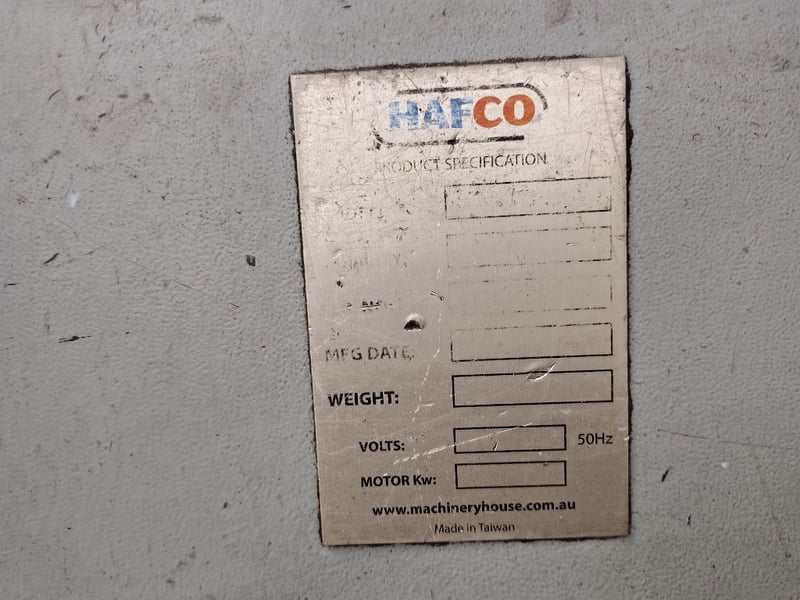 HAFCO
PRODUCT SPECIFICATION
MFG DATE:
WEIGHT:
VOLTS: 50Hz
MOTOR Kw:
www.machineryhouse.com.au
Made in Taiwan